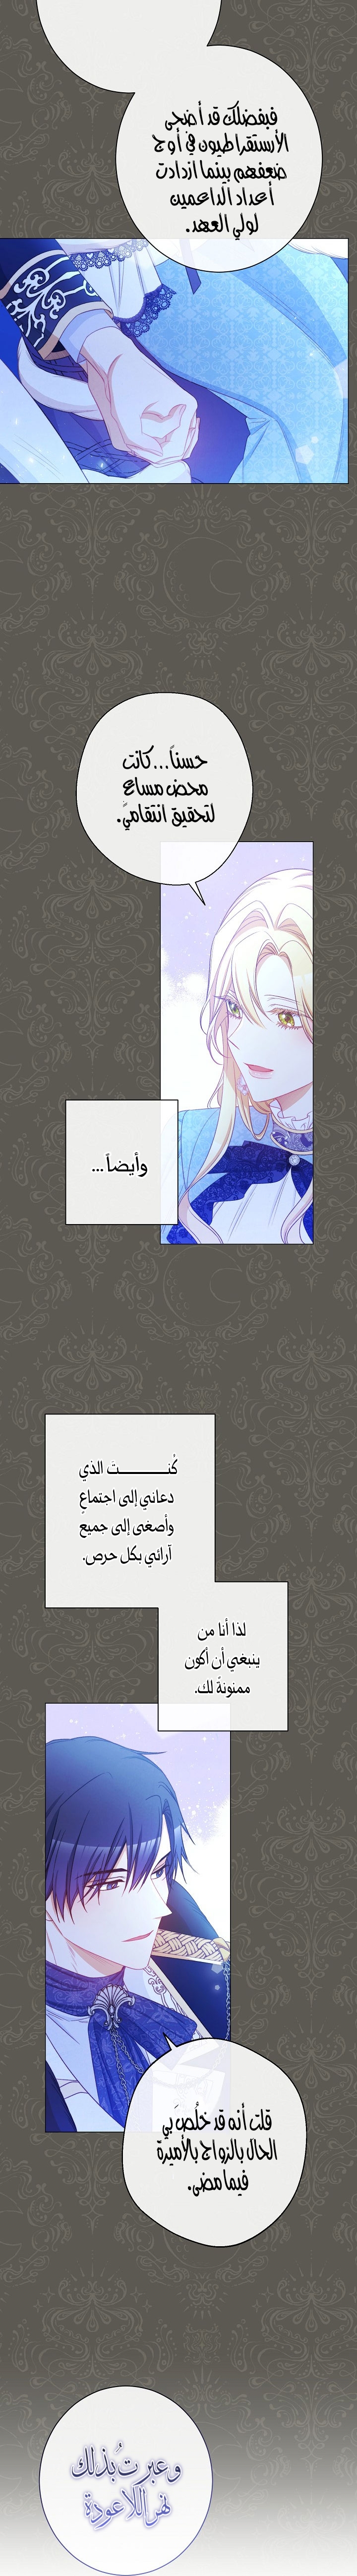 فبفضلك قد أضحى
الأرستقراطيون في أوج
ضعفهم بينما ازدادت
أعداد الداعمين
لولي العهد.
حسناً...كانت
محض مساعٍ
لتحقيق انتقامي.
وأيضاً...
كُنـــــــت الذي
دعاني إلى اجتماعٍ
وأصغى إلى جميع
آرائي بكل حرص.
لذا أنا من
ينبغي أن أكون
ممنونةً لك.
قلت أنه قد خلُصَ بي
الحال بالزواج بالأميرة
فيما مضى.
وعبرتُ بذلك
نهر اللاعودة